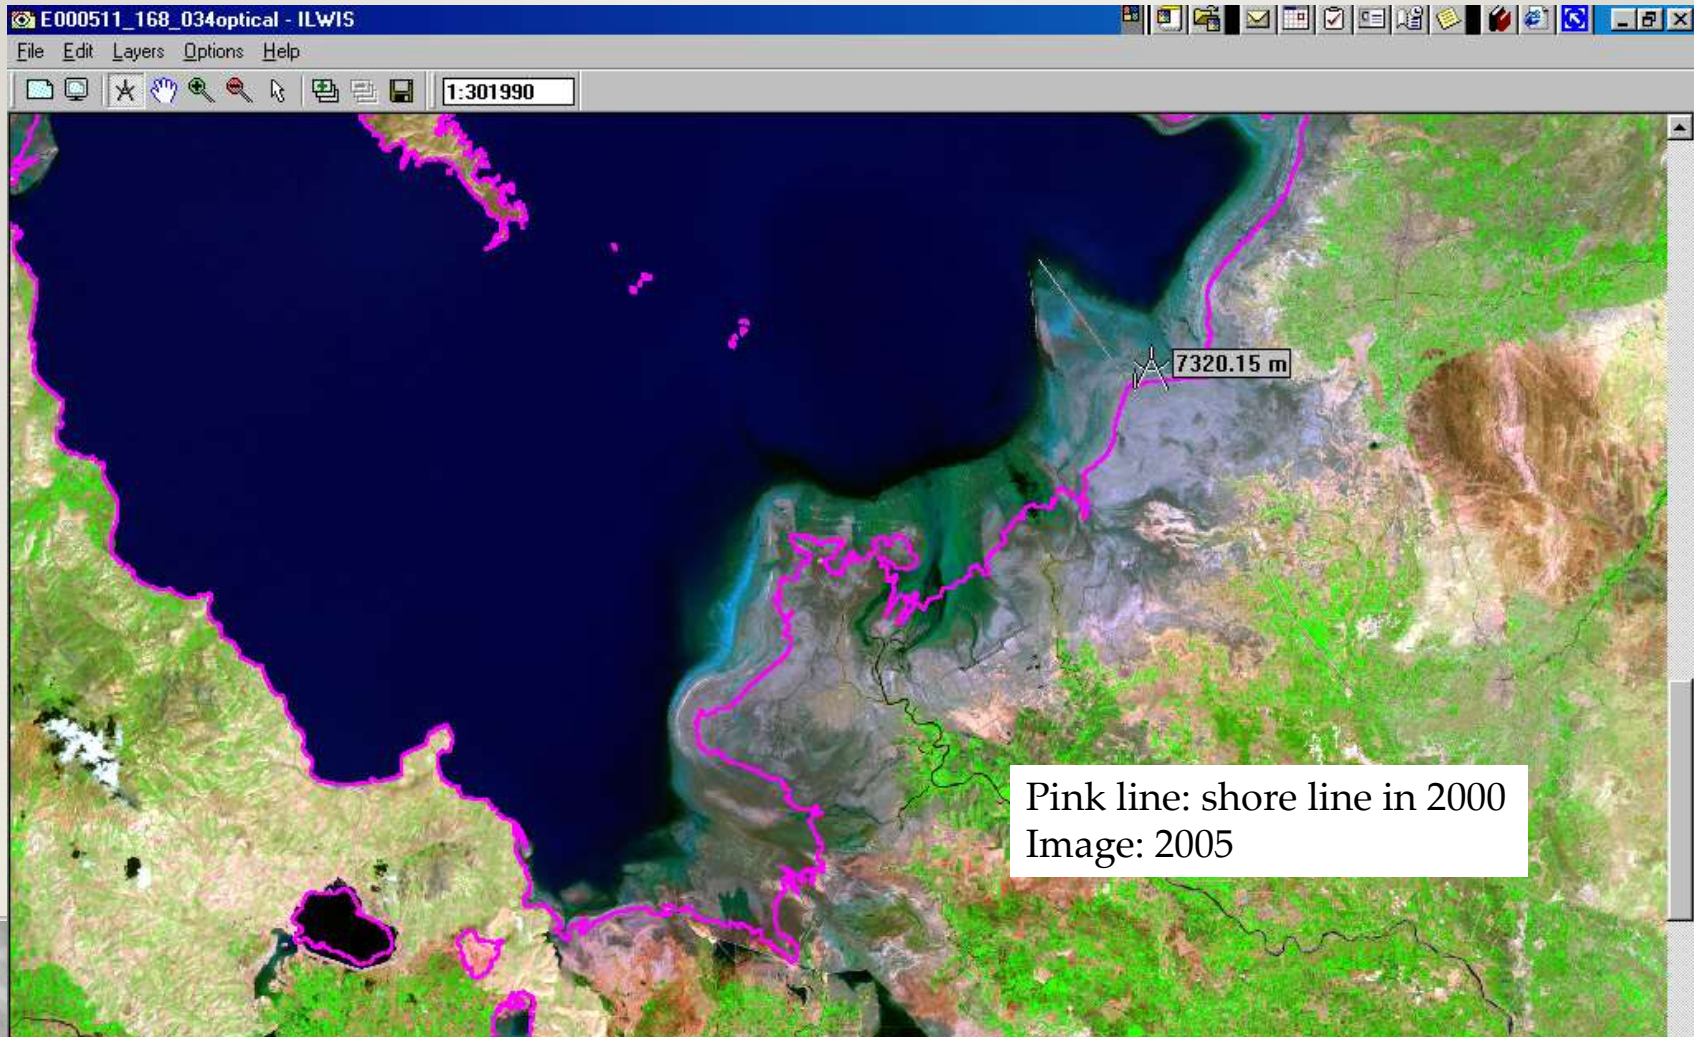 E000511_168_034optical - ILWIS
File Edit Layers Options Help
1:301990
7320.15 m
Pink line: shore line in 2000
Image: 2005